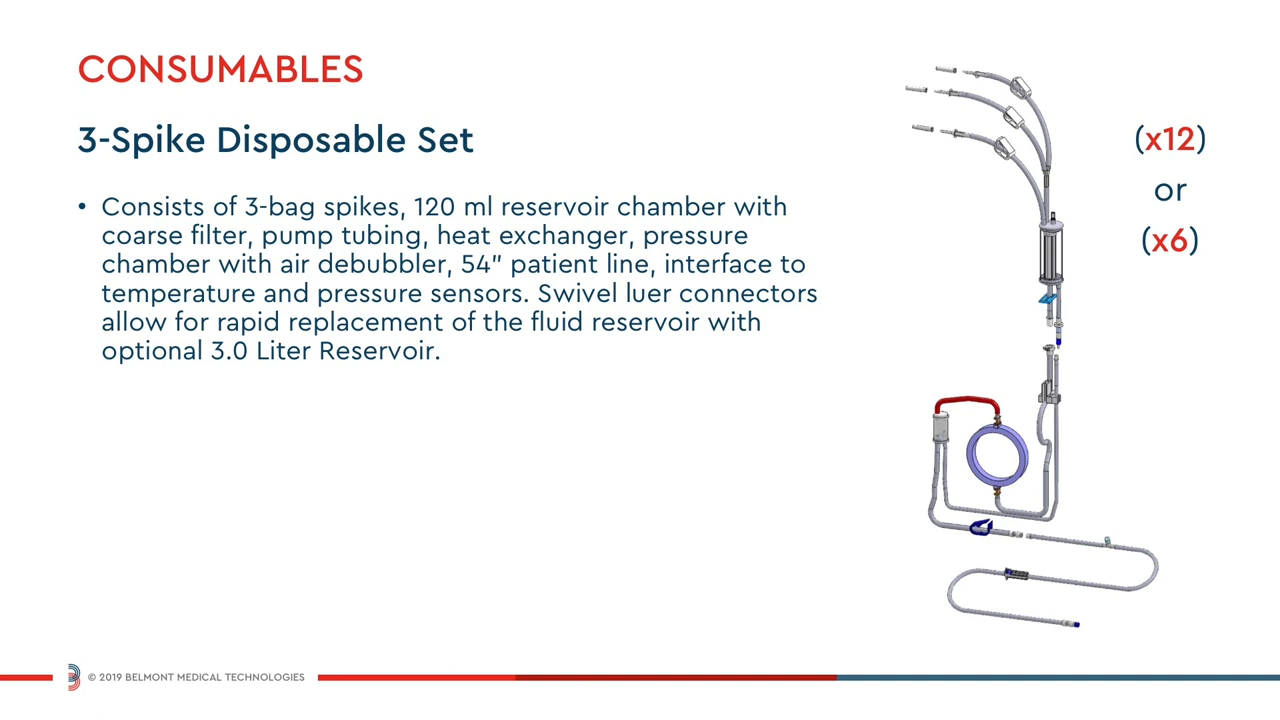 CONSUMABLES
3-Spike Disposable Set
• Consists of 3-bag spikes, 120 ml reservoir chamber with
coarse filter, pump tubing, heat exchanger, pressure
chamber with air debubbler, 54” patient line, interface to
temperature and pressure sensors. Swivel luer connectors
allow for rapid replacement of the fluid reservoir with
optional 3.0 Liter Reservoir.
(x12)
or
(x6)
© 2019 BELMONT MEDICAL TECHNOLOGIES